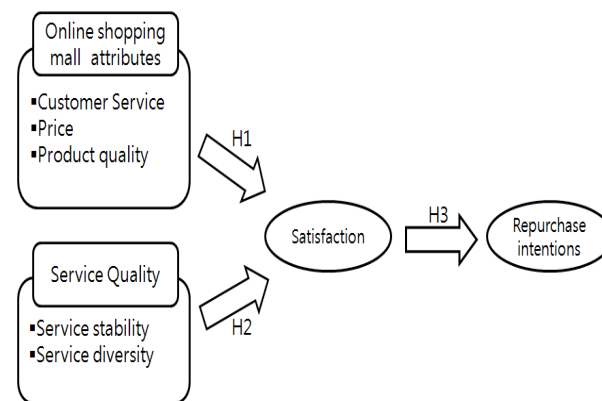 Online shopping
mall attributes
▪Customer Service
▪Price
▪Product quality
H1
Service Quality
▪Service stability
▪Service diversity
H2
Satisfaction
H3
Repurchase
intentions